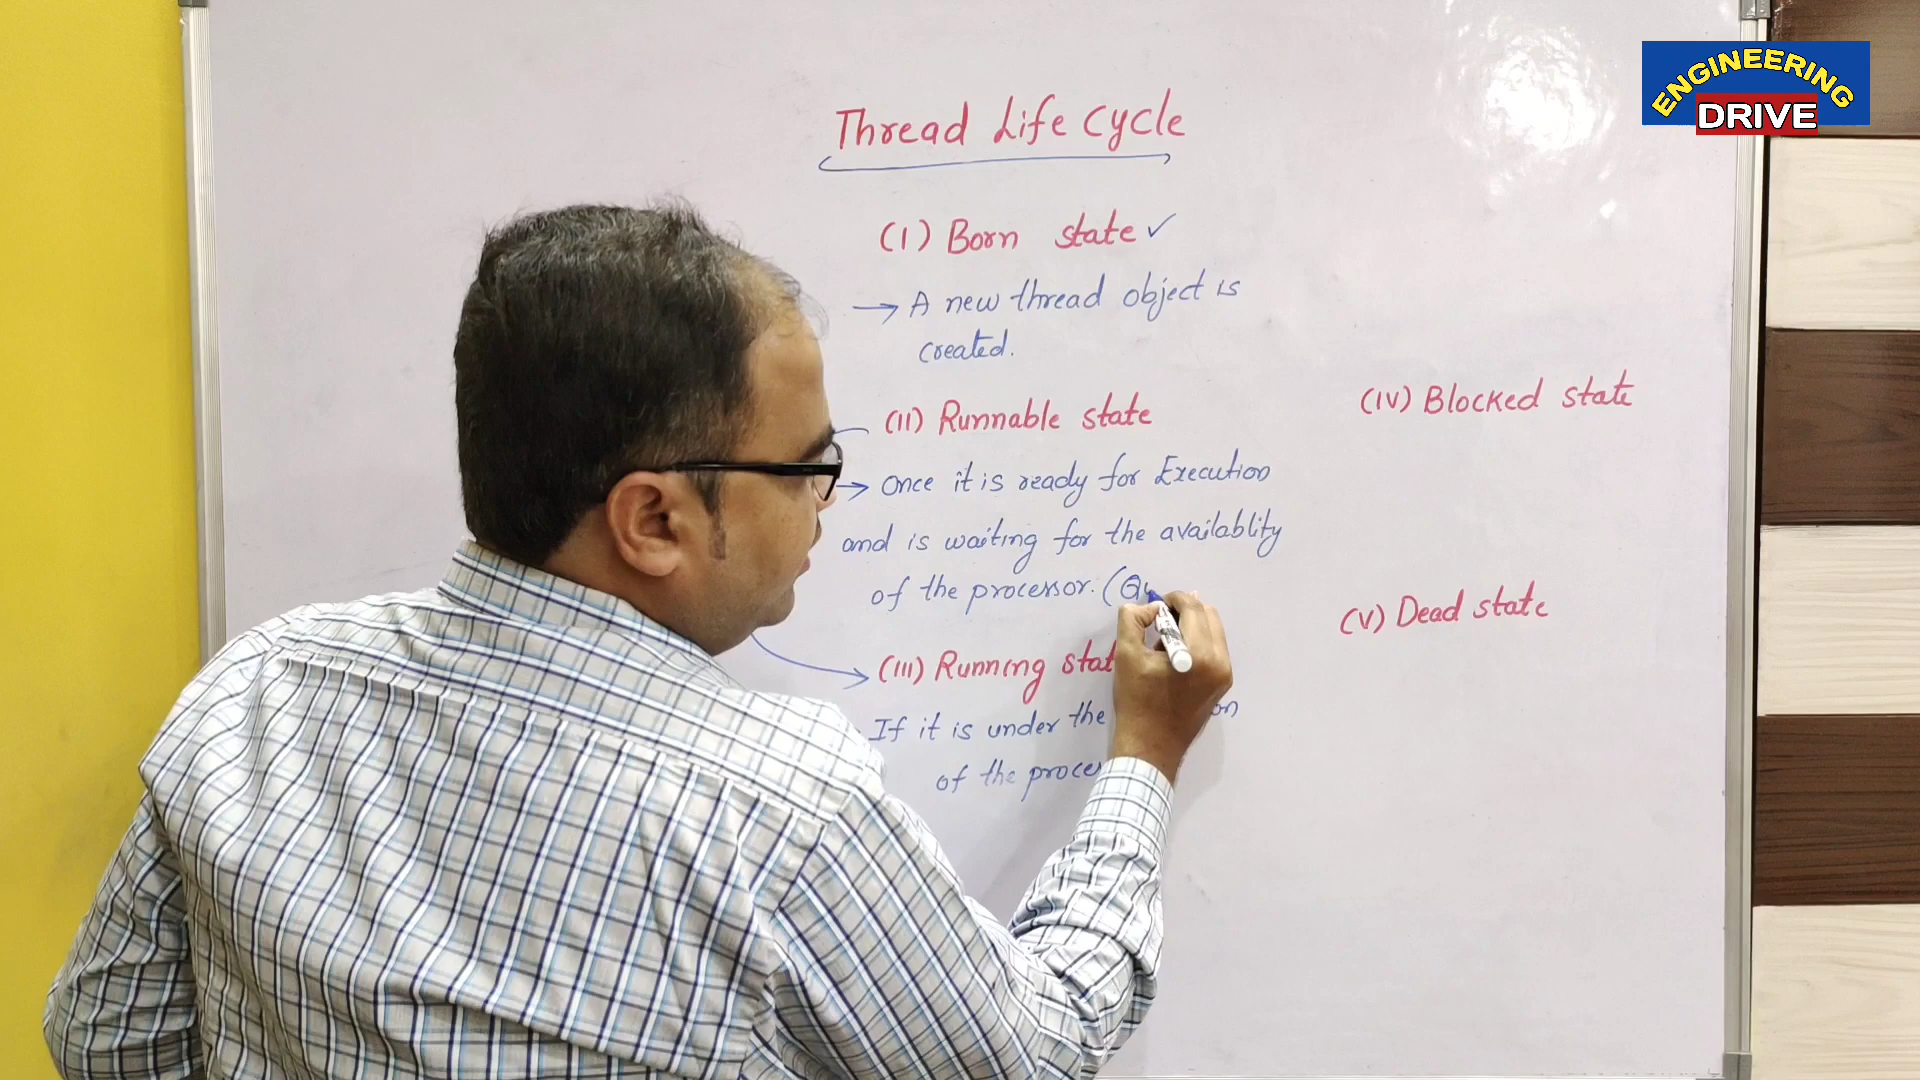 ENGINEERING
DRIVE
Thread Life Cycle
(I) Born state ✓
→ A new thread object is
created.
(II) Runnable state
→ Once it is ready for Execution
and is waiting for the availablity
of the processor. (Qu
(III) Running stat
If it is under the
of the proce
(IV) Blocked state
(V) Dead state